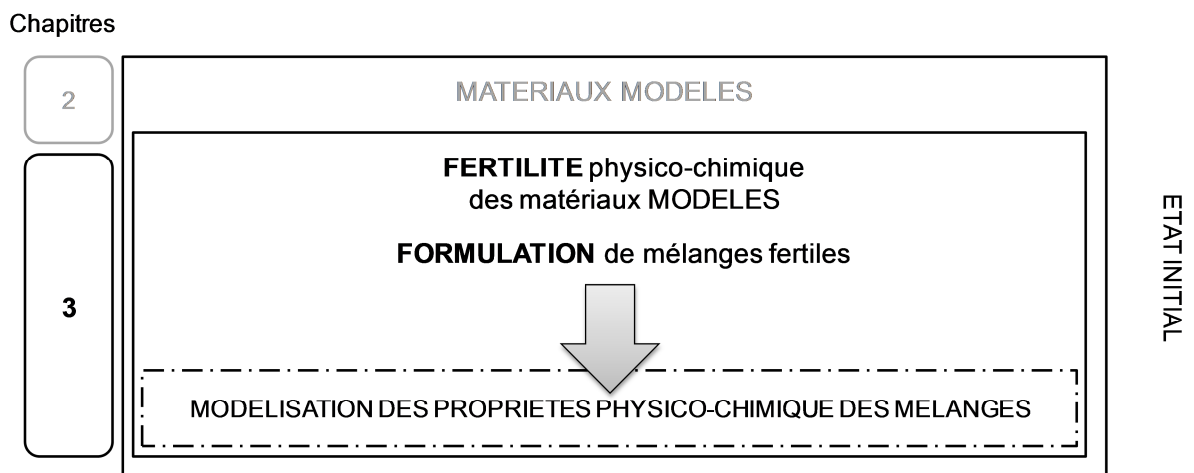 Chapitres
2
MATERIAUX MODELES
FERTILITE physico-chimique
des matériaux MODELES
FORMULATION de mélanges fertiles
3
MODELISATION DES PROPRIETES PHYSICO-CHIMIQUE DES MELANGES
ETAT INITIAL